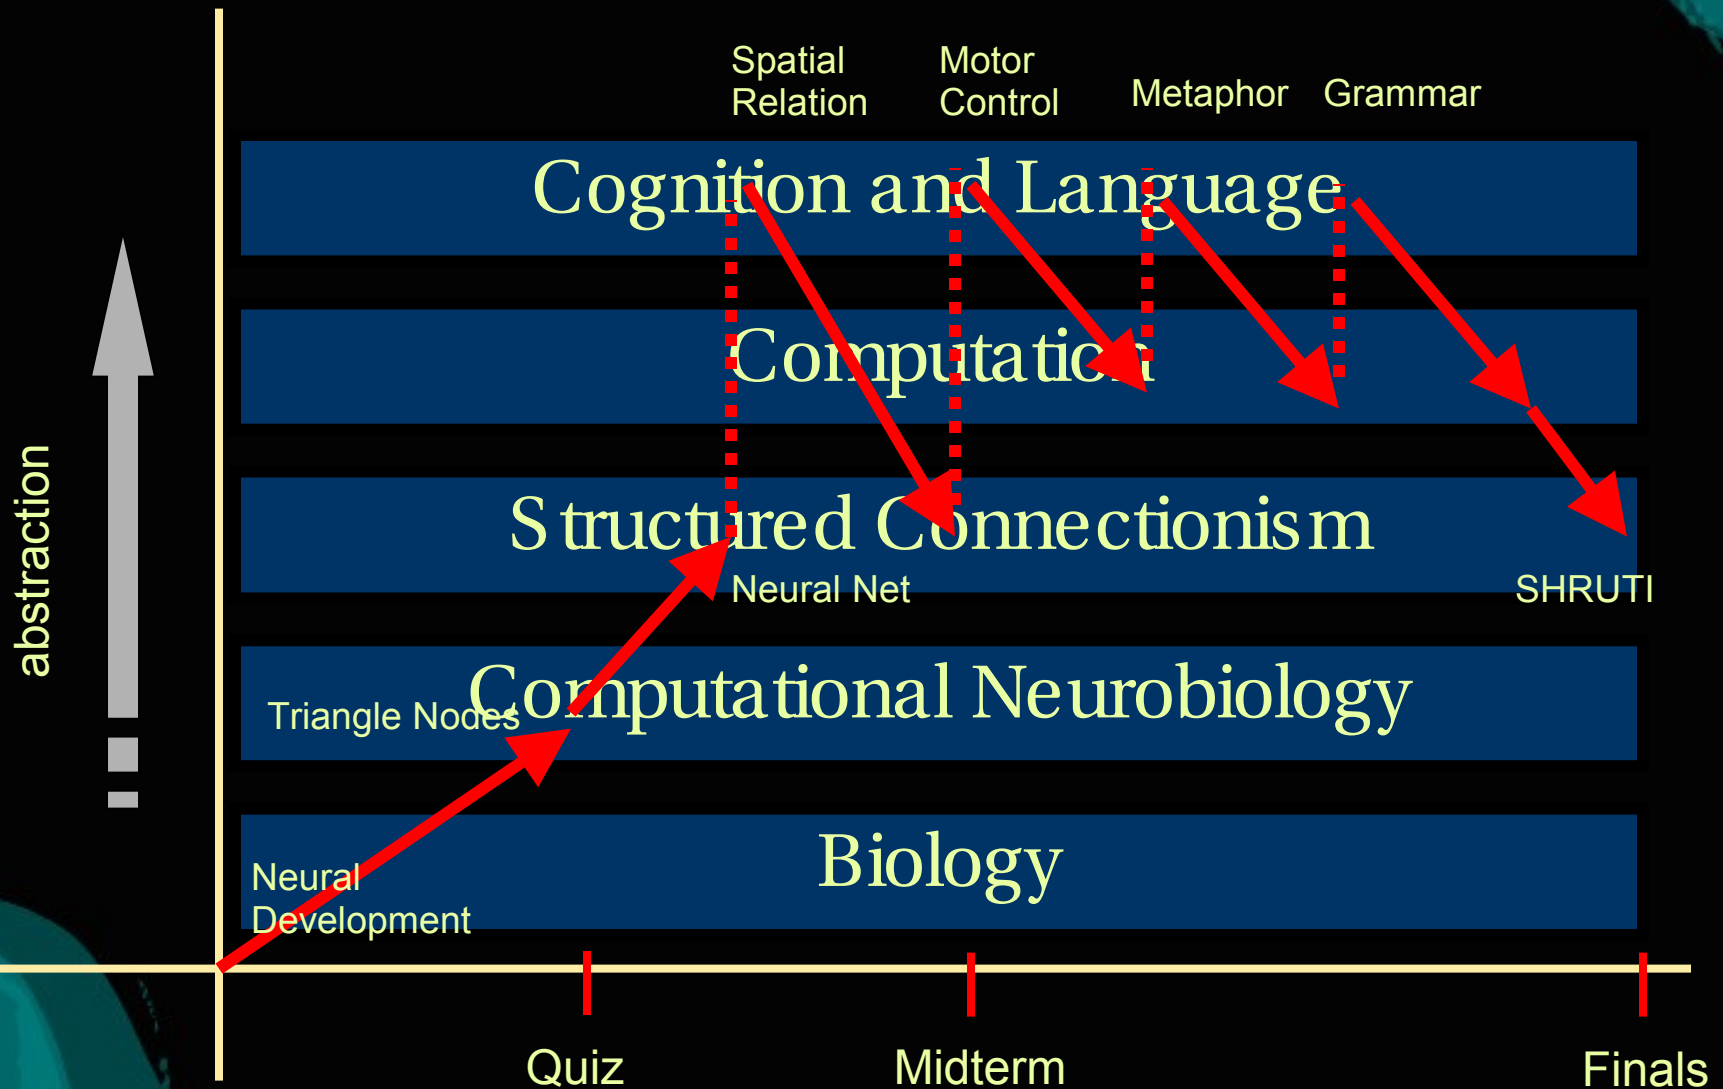 Spatial
Relation
Motor
Control
Metaphor
Grammar
Cognition and Language
Computation
Structured Connectionism
Neural Net
SHRUTI
Computational Neurobiology
Triangle Nodes
Biology
Neural
Development
abstraction
Quiz
Midterm
Finals